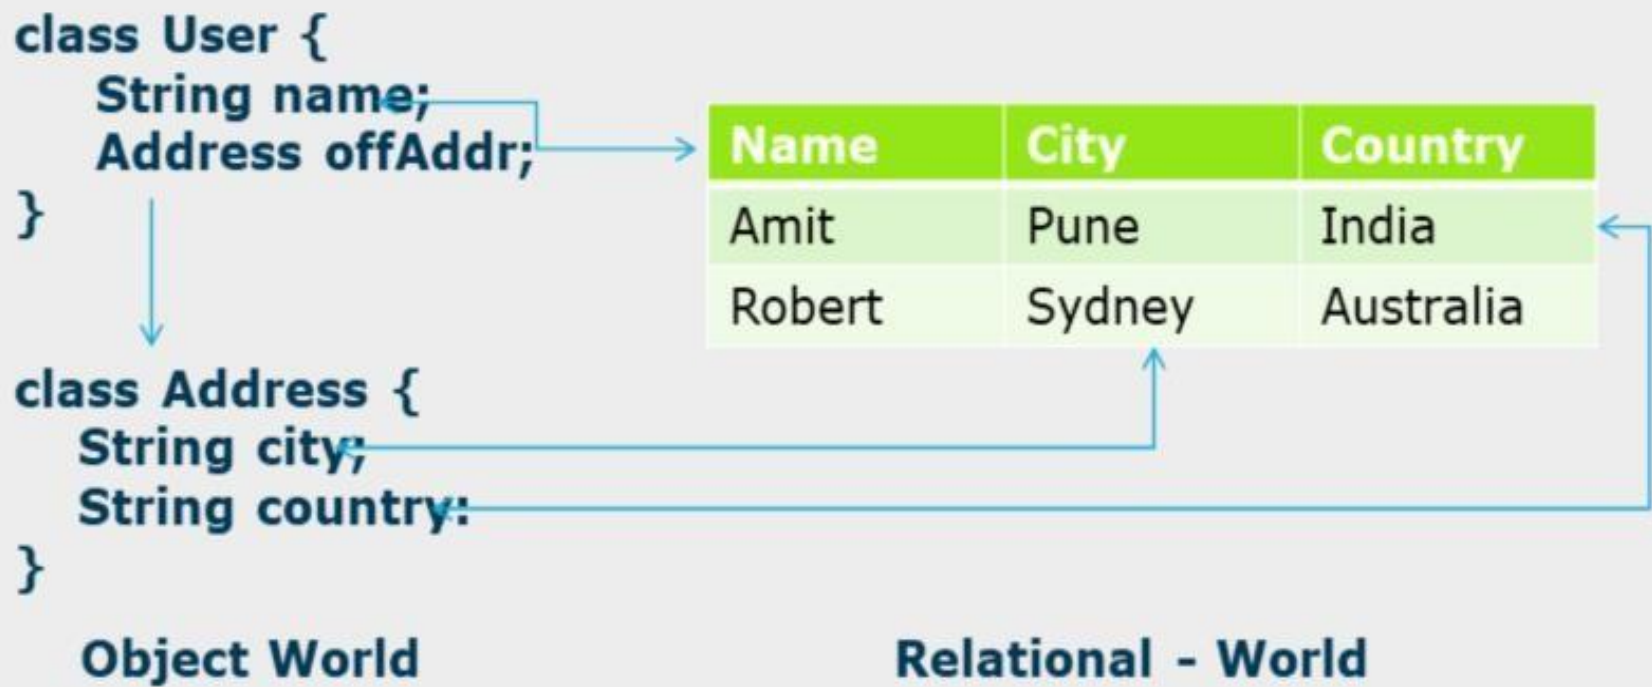 class User {
String name;
Address offAddr;
}
Name City Country
Amit Pune India
Robert Sydney Australia
class Address {
String city;
String country:
}
Object World
Relational - World